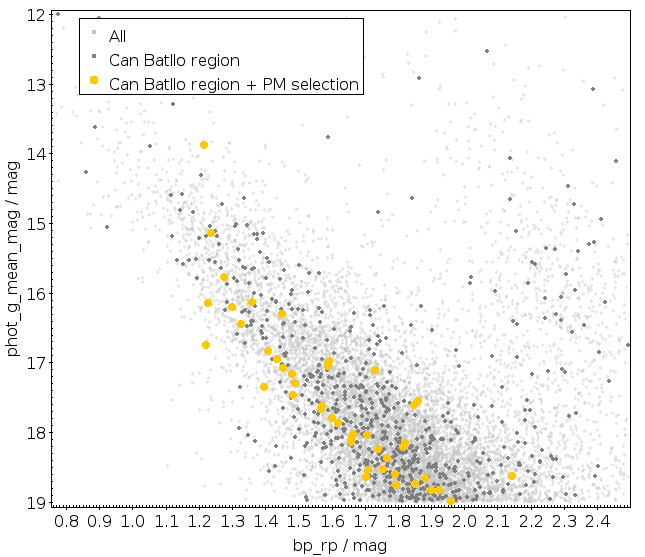 All
Can Batllo region
Can Batllo region + PM selection
phot_g_mean_mag / mag
12
13
14
15
16
17
18
19
0.8 0.9 1.0 1.1 1.2 1.3 1.4 1.5 1.6 1.7 1.8 1.9 2.0 2.1 2.2 2.3 2.4
bp_rp / mag